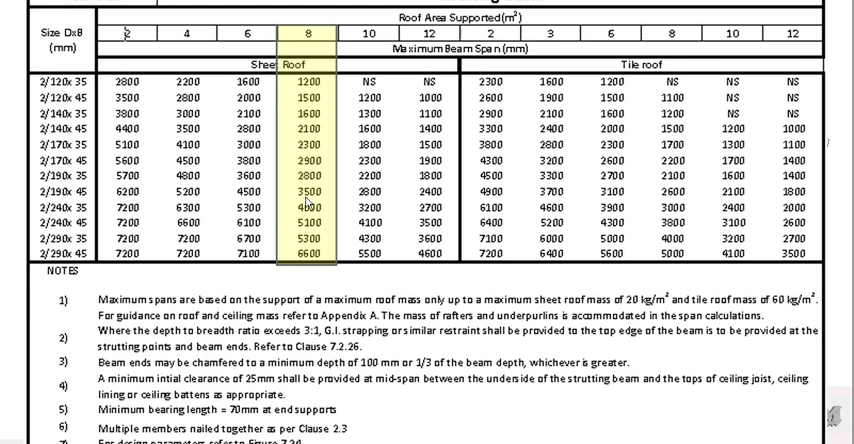 Roof Area Supported(m²)
Size DxB (mm) 2 4 6 8 10 12 2 3 6 8 10 12
Maximum Beam Span (mm)
Sheet Roof Tile roof
2/120x 35 2800 2200 1600 1200 NS NS 2300 1600 1200 NS NS NS
2/120x 45 3500 2800 2000 1500 1200 1000 2600 1900 1500 1100 NS NS
2/140x 35 3800 3000 2100 1600 1300 1100 2900 2100 1600 1200 NS NS
2/140x 45 4400 3500 2800 2100 1600 1400 3300 2400 2000 1500 1200 1000
2/170x 35 5100 4100 3000 2300 1800 1500 3800 2800 2300 1700 1300 1100
2/170x 45 5600 4500 3800 2900 2300 1900 4300 3200 2600 2200 1700 1400
2/190x 35 5700 4800 3600 2800 2200 1800 4500 3300 2700 2100 1600 1400
2/190x 45 6200 5200 4500 3500 2800 2400 4900 3700 3100 2600 2100 1800
2/240x 35 7200 6300 5300 3200 2700 6100 4600 3900 3000 2400 2000
2/240x 45 7200 6600 6100 5100 4100 3500 6400 5200 4300 3800 3100 2600
2/290x 35 7200 7200 6700 5300 4300 3600 7100 6000 5000 4000 3200 2700
2/290x 45 7200 7200 7100 6600 5500 4600 7200 6400 5600 5000 4100 3500
NOTES
1) Maximum spans are based on the support of a maximum roof mass only up to a maximum sheet roof mass of 20 kg/m² and tile roof mass of 60 kg/m².
For guidance on roof and ceiling mass refer to Appendix A. The mass of rafters and underpurlins is accommodated in the span calculations.
2) Where the depth to breadth ratio exceeds 3:1, G.I. strapping or similar restraint shall be provided to the top edge of the beam is to be provided at the
strutting points and beam ends. Refer to Clause 7.2.26.
3) Beam ends may be chamfered to a minimum depth of 100 mm or 1/3 of the beam depth, whichever is greater.
4) A minimum intial clearance of 25mm shall be provided at mid-span between the underside of the strutting beam and the tops of ceiling joist, ceiling
lining or ceiling battens as appropriate.
5) Minimum bearing length = 70mm at end supports
6) Multiple members nailed together as per Clause 2.3